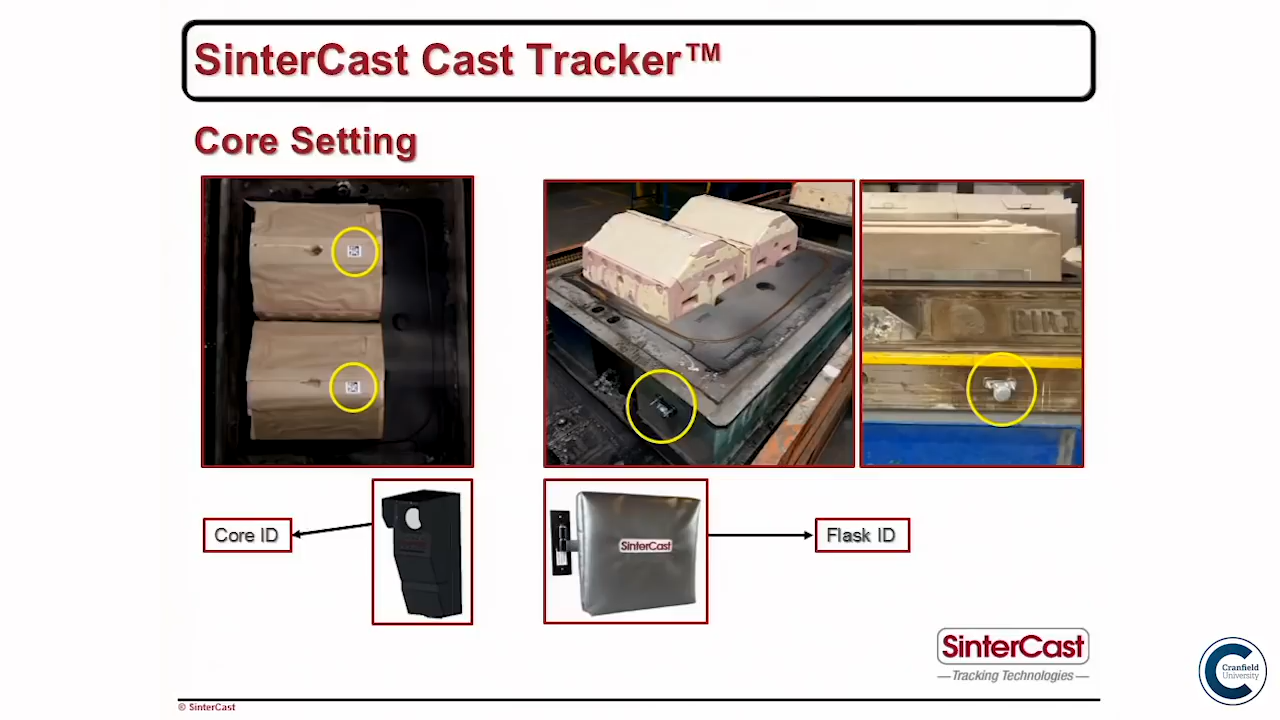 SinterCast Cast Tracker™
Core Setting
Core ID
SinterCast
Flask ID
SinterCast
Tracking Technologies
Cranfield
University
© SinterCast